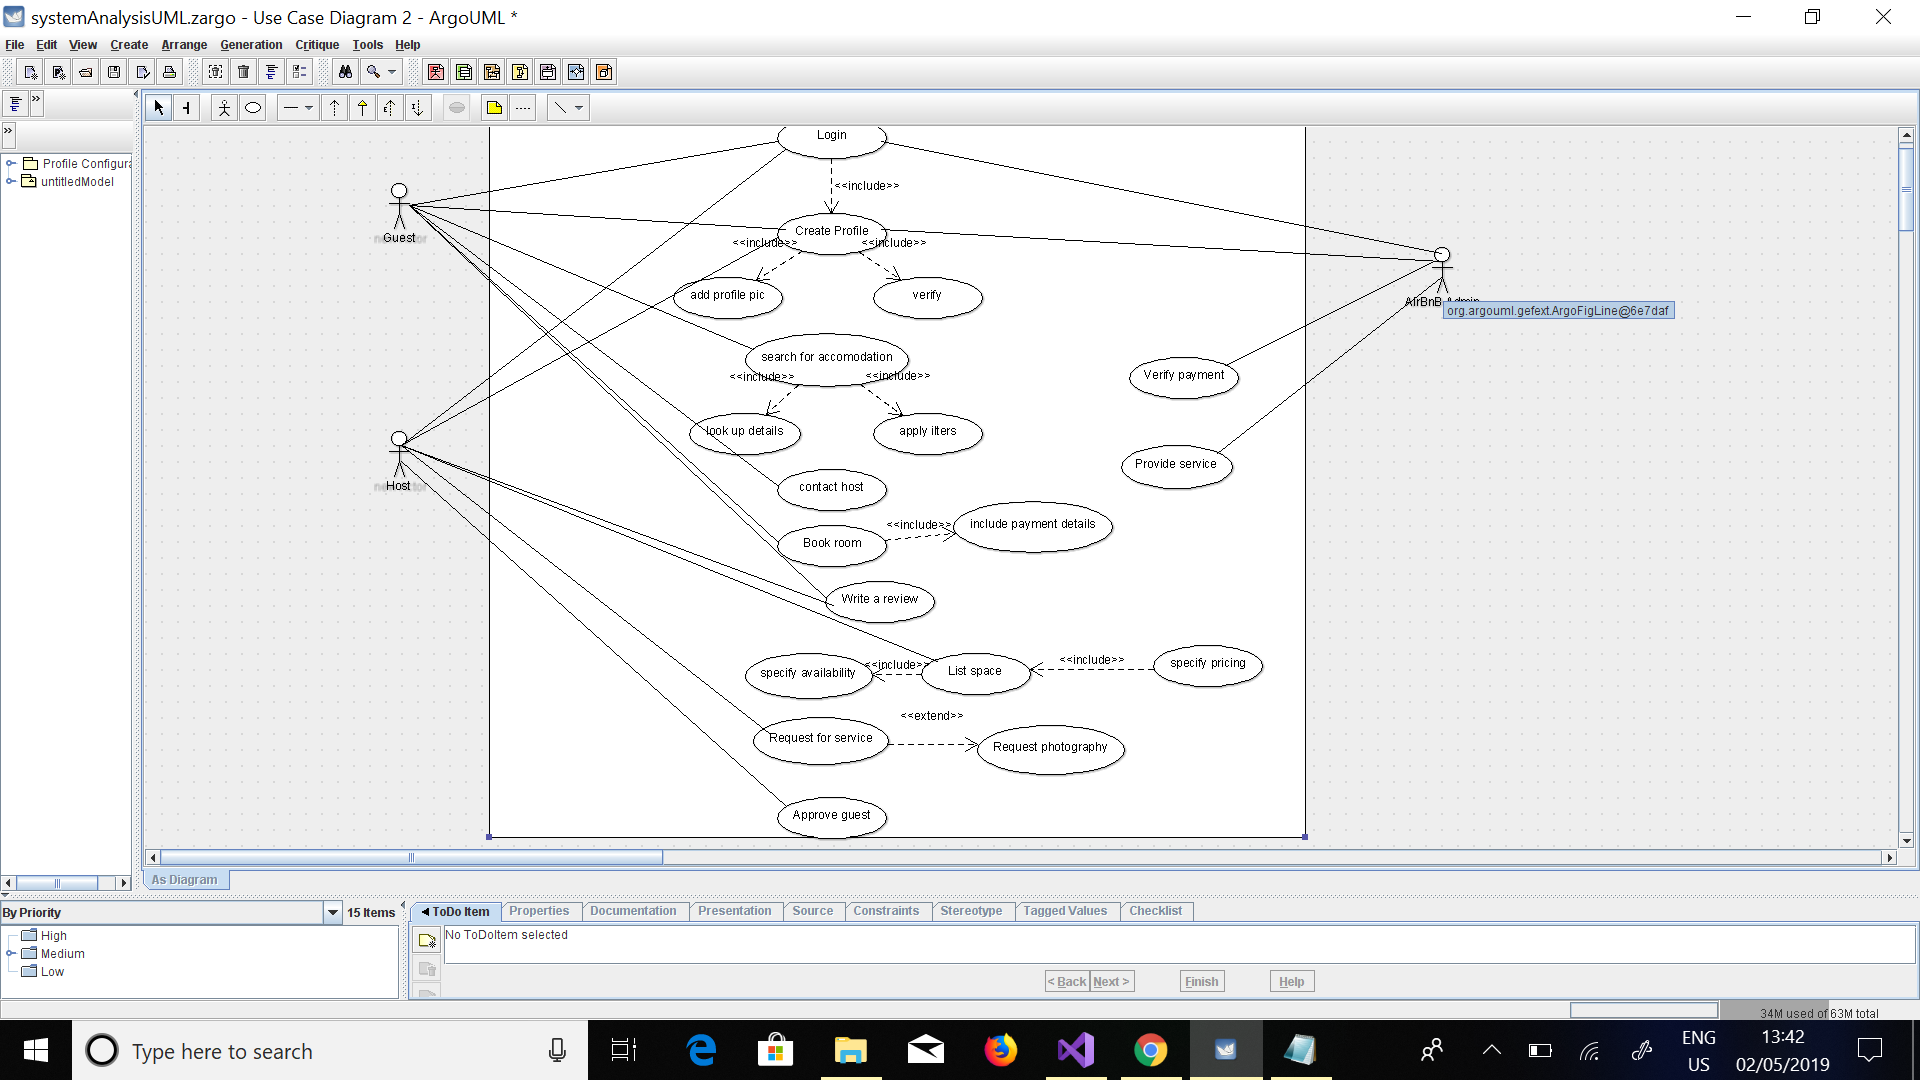 systemAnalysisUML.zargo - Use Case Diagram 2 - ArgoUML *
File Edit View Create Arrange Generation Critique Tools Help
Profile Configura
untitledModel
Login
<<include>>
Guest
Create Profile
<<include>>
<<include>>
add profile pic
verify
AirBnB Admin
org.argouml.gefext.ArgoFigLine@6e7daf
search for accomodation
<<include>>
<<include>>
Verify payment
look up details
apply ilters
Provide service
Host
contact host
<<include>>
include payment details
Book room
Write a review
specify availability
<<include>>
List space
<<include>>
specify pricing
<<extend>>
Request for service
Request photography
Approve guest
As Diagram
By Priority
15 Items
ToDo Item Properties Documentation Presentation Source Constraints Stereotype Tagged Values Checklist
High
Medium
Low
No ToDoItem selected
< Back Next > Finish Help
34M used of 63M total
Type here to search
ENG
US
13:42
02/05/2019